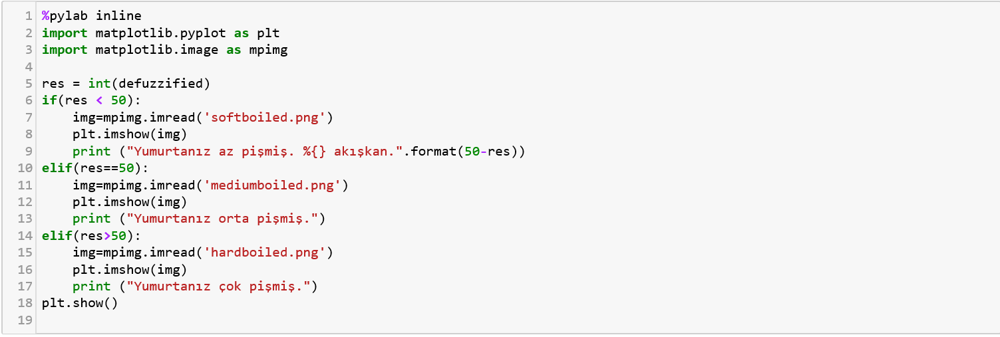 1 %pylab inline
2 import matplotlib.pyplot as plt
3 import matplotlib.image as mpimg
4
5 res = int(defuzzified)
6 if(res < 50):
7     img=mpimg.imread('softboiled.png')
8     plt.imshow(img)
9     print ("Yumurtanız az pişmiş. %{} akışkan.".format(50-res))
10 elif(res==50):
11     img=mpimg.imread('mediumboiled.png')
12     plt.imshow(img)
13     print ("Yumurtanız orta pişmiş.")
14 elif(res>50):
15     img=mpimg.imread('hardboiled.png')
16     plt.imshow(img)
17     print ("Yumurtanız çok pişmiş.")
18 plt.show()
19